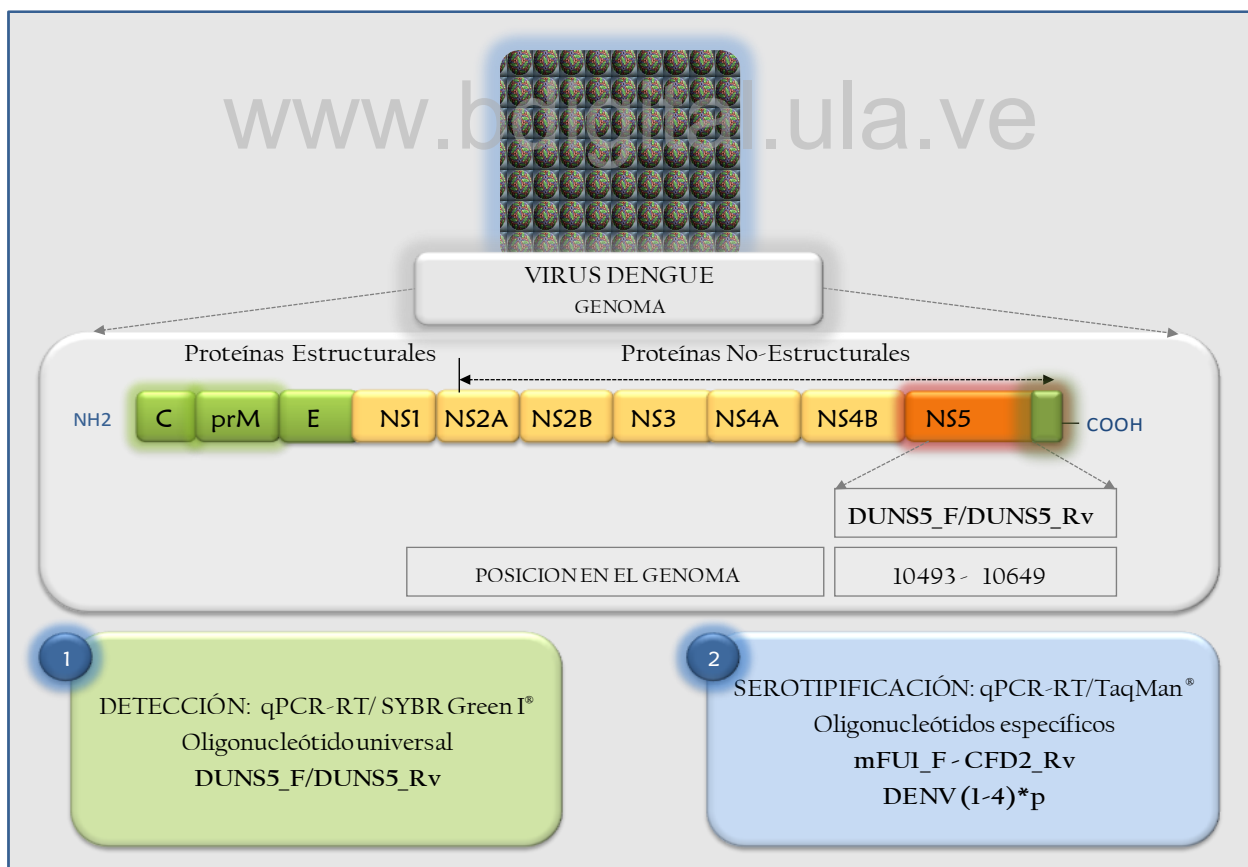 www.bdigital.ula.ve
VIRUS DENGUE
GENOMA
Proteínas Estructurales
Proteínas No-Estructurales
NH2
C
prM
E
NS1
NS2A
NS2B
NS3
NS4A
NS4B
NS5
COOH
DUNS5_F/DUNS5_Rv
POSICION EN EL GENOMA
10493 - 10649
1
DETECCIÓN: qPCR-RT/ SYBR Green I®
Oligonucleótido universal
DUNS5_F/DUNS5_Rv
2
SEROTIPIFICACIÓN: qPCR-RT/TaqMan®
Oligonucleótidos específicos
mFU1_F - CFD2_Rv
DENV (1-4)*p